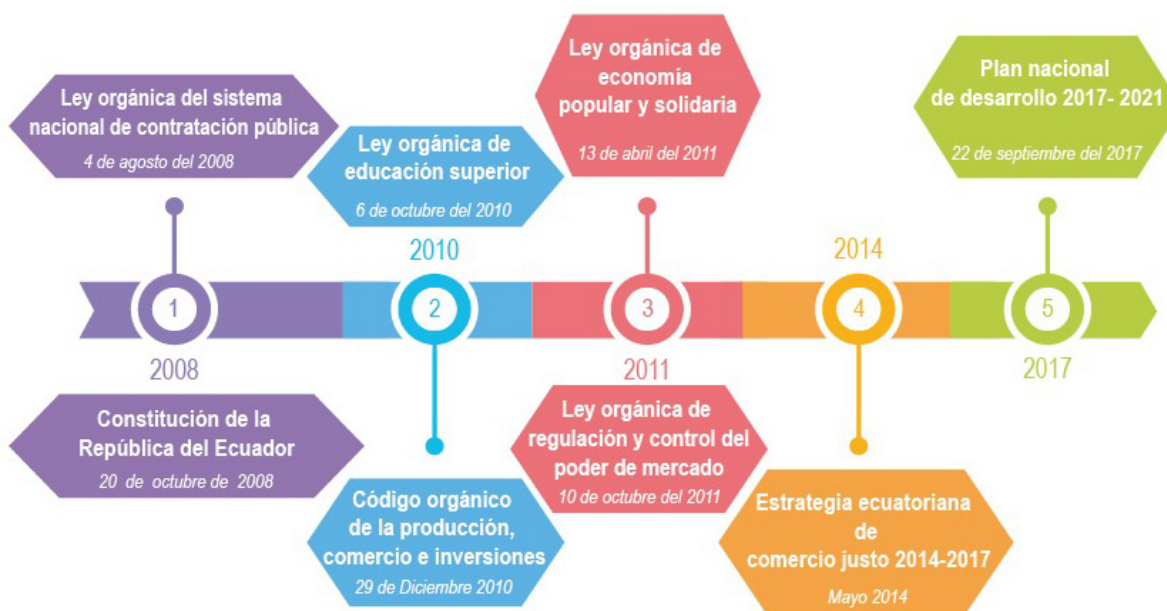 Ley orgánica del sistema
nacional de contratación pública
4 de agosto del 2008
1
2008
Constitución de la
República del Ecuador
20 de octubre de 2008
Ley orgánica de
educación superior
6 de octubre del 2010
2010
2
Código orgánico
de la producción,
comercio e inversiones
29 de Diciembre 2010
Ley orgánica de
economía
popular y solidaria
13 de abril del 2011
3
2011
Ley orgánica de
regulación y control del
poder de mercado
10 de octubre del 2011
2014
4
Estrategia ecuatoriana
de
comercio justo 2014-2017
Mayo 2014
Plan nacional
de desarrollo 2017- 2021
22 de septiembre del 2017
5
2017